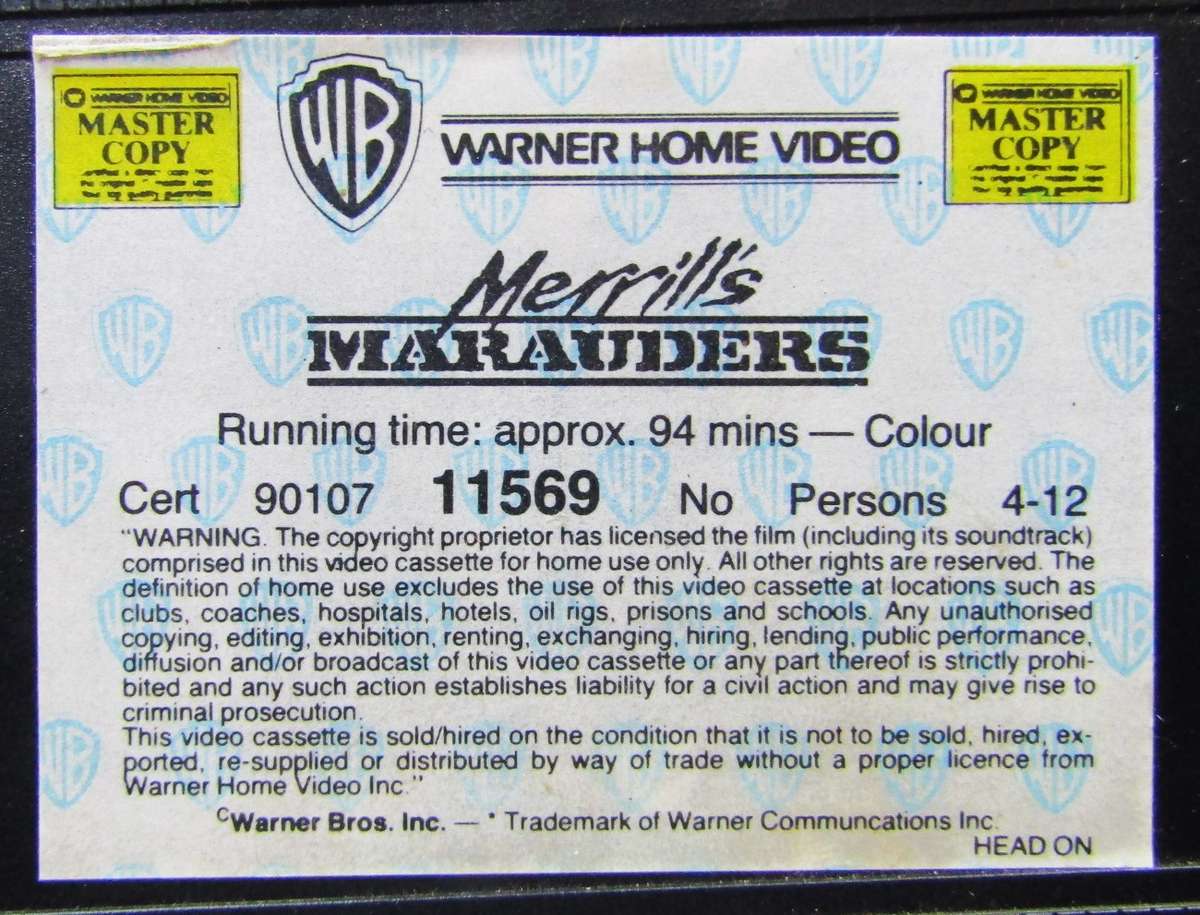 WARNER HOME VIDEO
MASTER
COPY
WB
WARNER HOME VIDEO
WARNER HOME VIDEO
MASTER
COPY
Merrill's
MARAUDERS
Running time: approx. 94 mins — Colour
Cert 90107 11569 No Persons 4-12
"WARNING. The copyright proprietor has licensed the film (including its soundtrack)
comprised in this video cassette for home use only. All other rights are reserved. The
definition of home use excludes the use of this video cassette at locations such as
clubs, coaches, hospitals, hotels, oil rigs, prisons and schools. Any unauthorised
copying, editing, exhibition, renting, exchanging, hiring, lending, public performance,
diffusion and/or broadcast of this video cassette or any part thereof is strictly prohi-
bited and any such action establishes liability for a civil action and may give rise to
criminal prosecution.
This video cassette is sold/hired on the condition that it is not to be sold, hired, ex-
ported, re-supplied or distributed by way of trade without a proper licence from
Warner Home Video Inc."
©Warner Bros. Inc. — * Trademark of Warner Communcations Inc.
HEAD ON